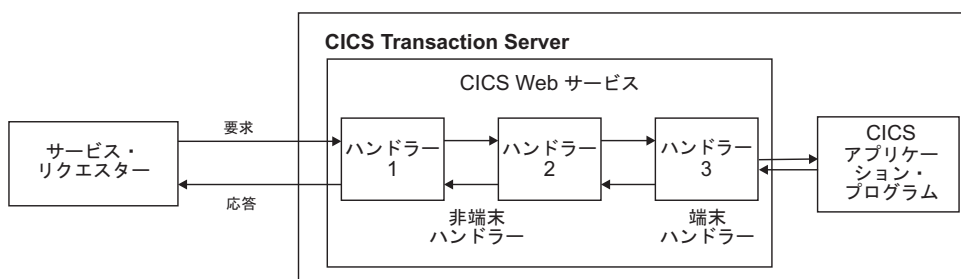 CICS Transaction Server
CICS Web サービス
要求
サービス・
リクエスター
応答
ハンドラー
1
ハンドラー
2
ハンドラー
3
非端末
ハンドラー
端末
ハンドラー
CICS
アプリケー
ション・
プログラム